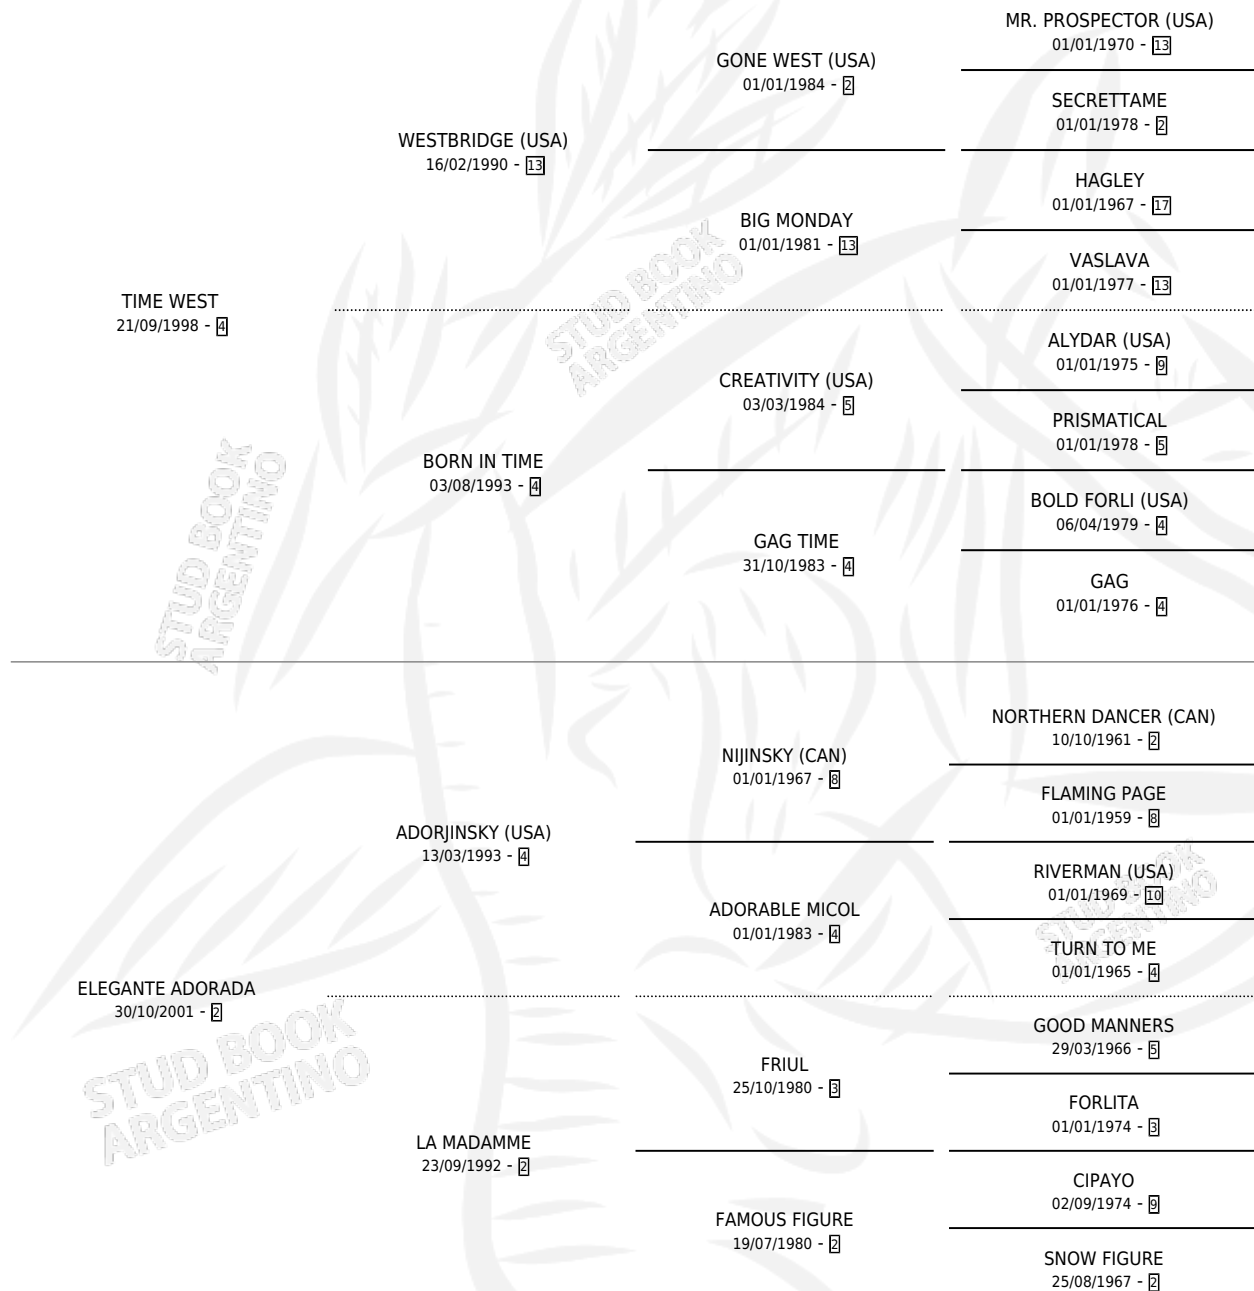 MR. PROSPECTOR (USA)
01/01/1970 - 13
GONE WEST (USA)
01/01/1984 - 2
SECRETTAME
01/01/1978 - 2
WESTBRIDGE (USA)
16/02/1990 - 13
HAGLEY
01/01/1967 - 17
BIG MONDAY
01/01/1981 - 13
VASLAVA
01/01/1977 - 13
TIME WEST
21/09/1998 - 4
STUD BOOK
ARGENTINO
ALYDAR (USA)
01/01/1975 - 9
CREATIVITY (USA)
03/03/1984 - 5
PRISMATICAL
01/01/1978 - 5
BORN IN TIME
03/08/1993 - 4
BOLD FORLI (USA)
06/04/1979 - 4
GAG TIME
31/10/1983 - 4
GAG
01/01/1976 - 4
STUD BOOK
ARGENTINO
NORTHERN DANCER (CAN)
10/10/1961 - 2
NIJINSKY (CAN)
01/01/1967 - 8
FLAMING PAGE
01/01/1959 - 8
ADORJINSKY (USA)
13/03/1993 - 4
RIVERMAN (USA)
01/01/1969 - 10
STUD BOOK
ARGENTINO
ADORABLE MICOL
01/01/1983 - 4
TURN TO ME
01/01/1965 - 4
ELEGANTE ADORADA
30/10/2001 - 2
STUD BOOK
ARGENTINO
GOOD MANNERS
29/03/1966 - 5
FRIUL
25/10/1980 - 3
FORLITA
01/01/1974 - 3
LA MADAMME
23/09/1992 - 2
CIPAYO
02/09/1974 - 9
FAMOUS FIGURE
19/07/1980 - 2
SNOW FIGURE
25/08/1967 - 2